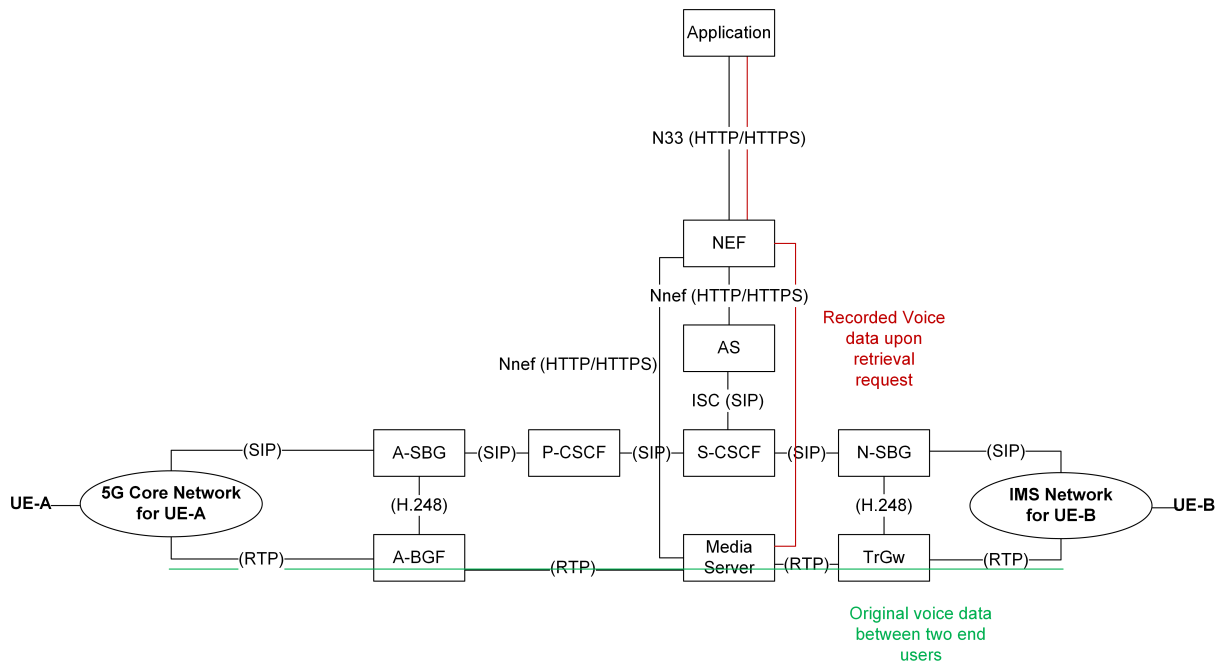 Application
N33 (HTTP/HTTPS)
NEF
Nnef (HTTP/HTTPS)
Recorded Voice
data upon
retrieval
request
AS
Nnef (HTTP/HTTPS)
ISC (SIP)
(SIP)
A-SBG
(SIP)
P-CSCF
(SIP)
S-CSCF
(SIP)
N-SBG
(SIP)
UE-A
5G Core Network
for UE-A
(H.248)
(H.248)
IMS Network
for UE-B
UE-B
(RTP)
A-BGF
(RTP)
Media
Server
(RTP)
TrGw
(RTP)
Original voice data
between two end
users